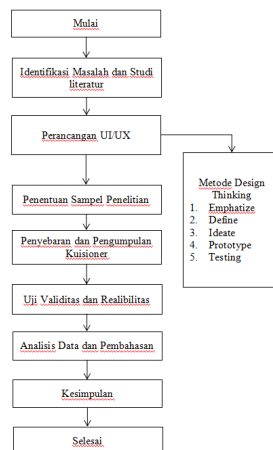 Mulai
Identifikasi Masalah dan Studi
literatur
Perancangan UI/UX
Metode Design
Thinking
1. Emphatize
2. Define
3. Ideate
4. Prototype
5. Testing
Penentuan Sampel Penelitian
Penyebaran dan Pengumpulan
Kuisioner
Uji Validitas dan Realibilitas
Analisis Data dan Pembahasan
Kesimpulan
Selesai